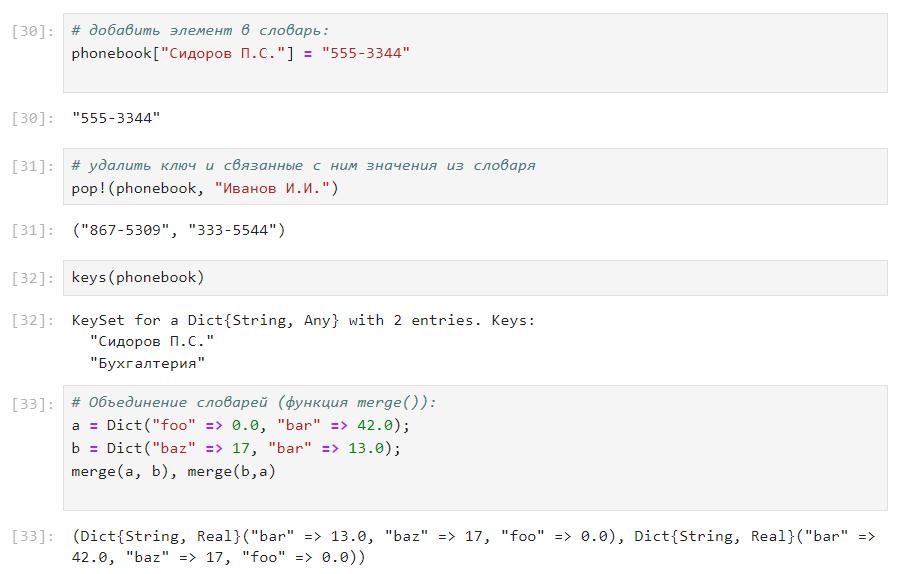 [30]: # добавить элемент в словарь:
phonebook["Сидоров П.С."] = "555-3344"
[30]: "555-3344"
[31]: # удалить ключ и связанные с ним значения из словаря
pop!(phonebook, "Иванов И.И.")
[31]: ("867-5309", "333-5544")
[32]: keys(phonebook)
[32]: KeySet for a Dict{String, Any} with 2 entries. Keys:
"Сидоров П.С."
"Бухгалтерия"
[33]: # Объединение словарей (функция merge()):
a = Dict("foo" => 0.0, "bar" => 42.0);
b = Dict("baz" => 17, "bar" => 13.0);
merge(a, b), merge(b,a)
[33]: (Dict{String, Real}("bar" => 13.0, "baz" => 17, "foo" => 0.0), Dict{String, Real}("bar" =>
42.0, "baz" => 17, "foo" => 0.0))